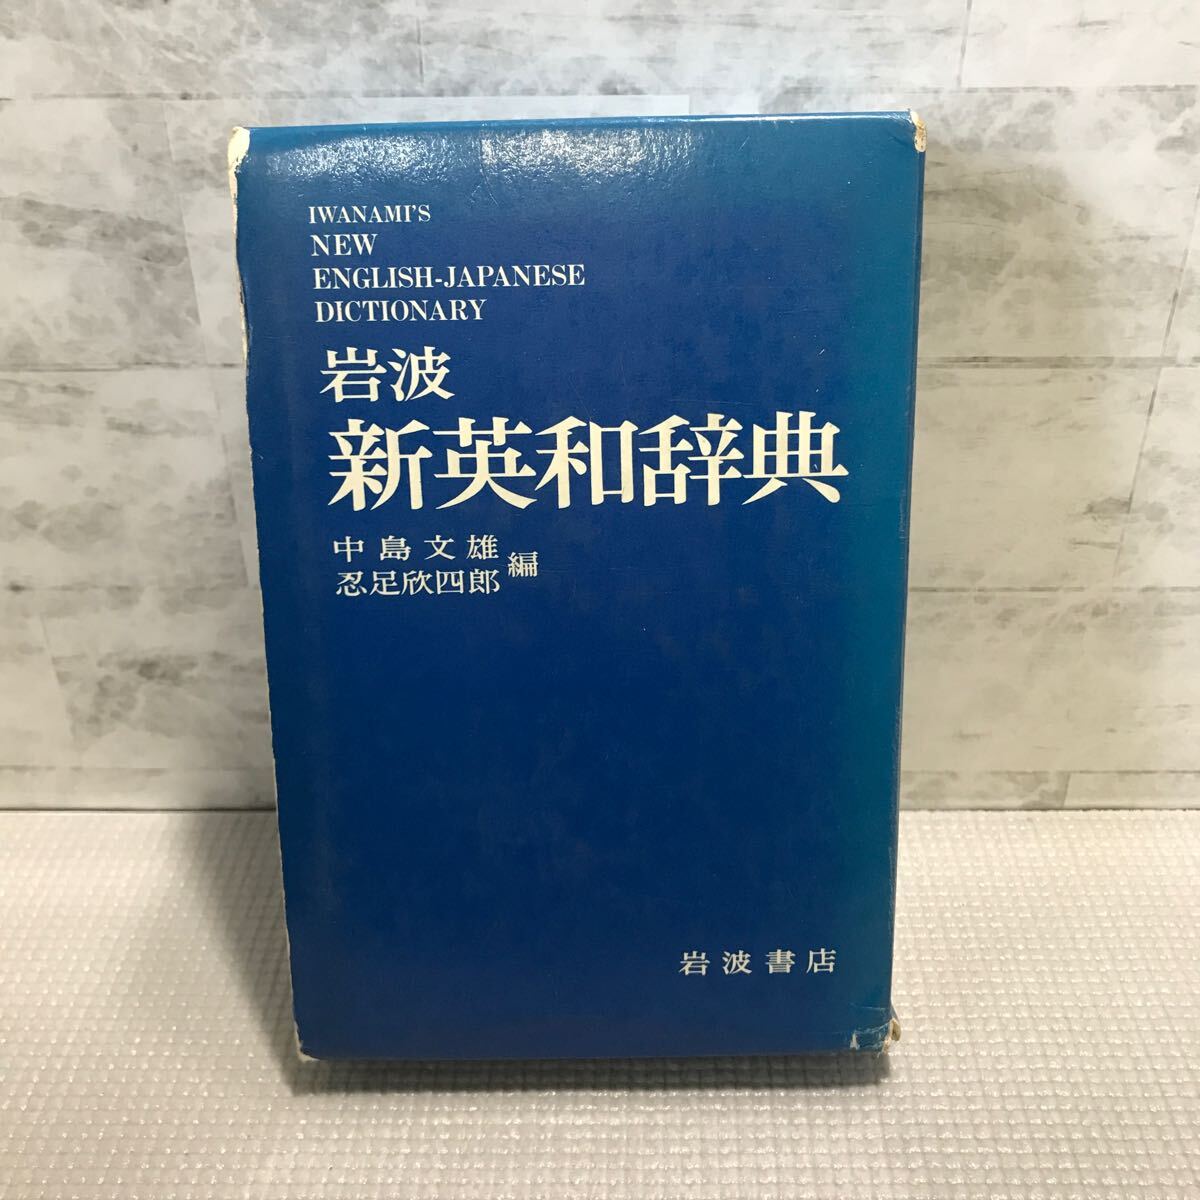 IWANAMI'S
NEW
ENGLISH-JAPANESE
DICTIONARY
岩波
新英和辞典
中島文雄
忍足欣四郎
編
岩波書店